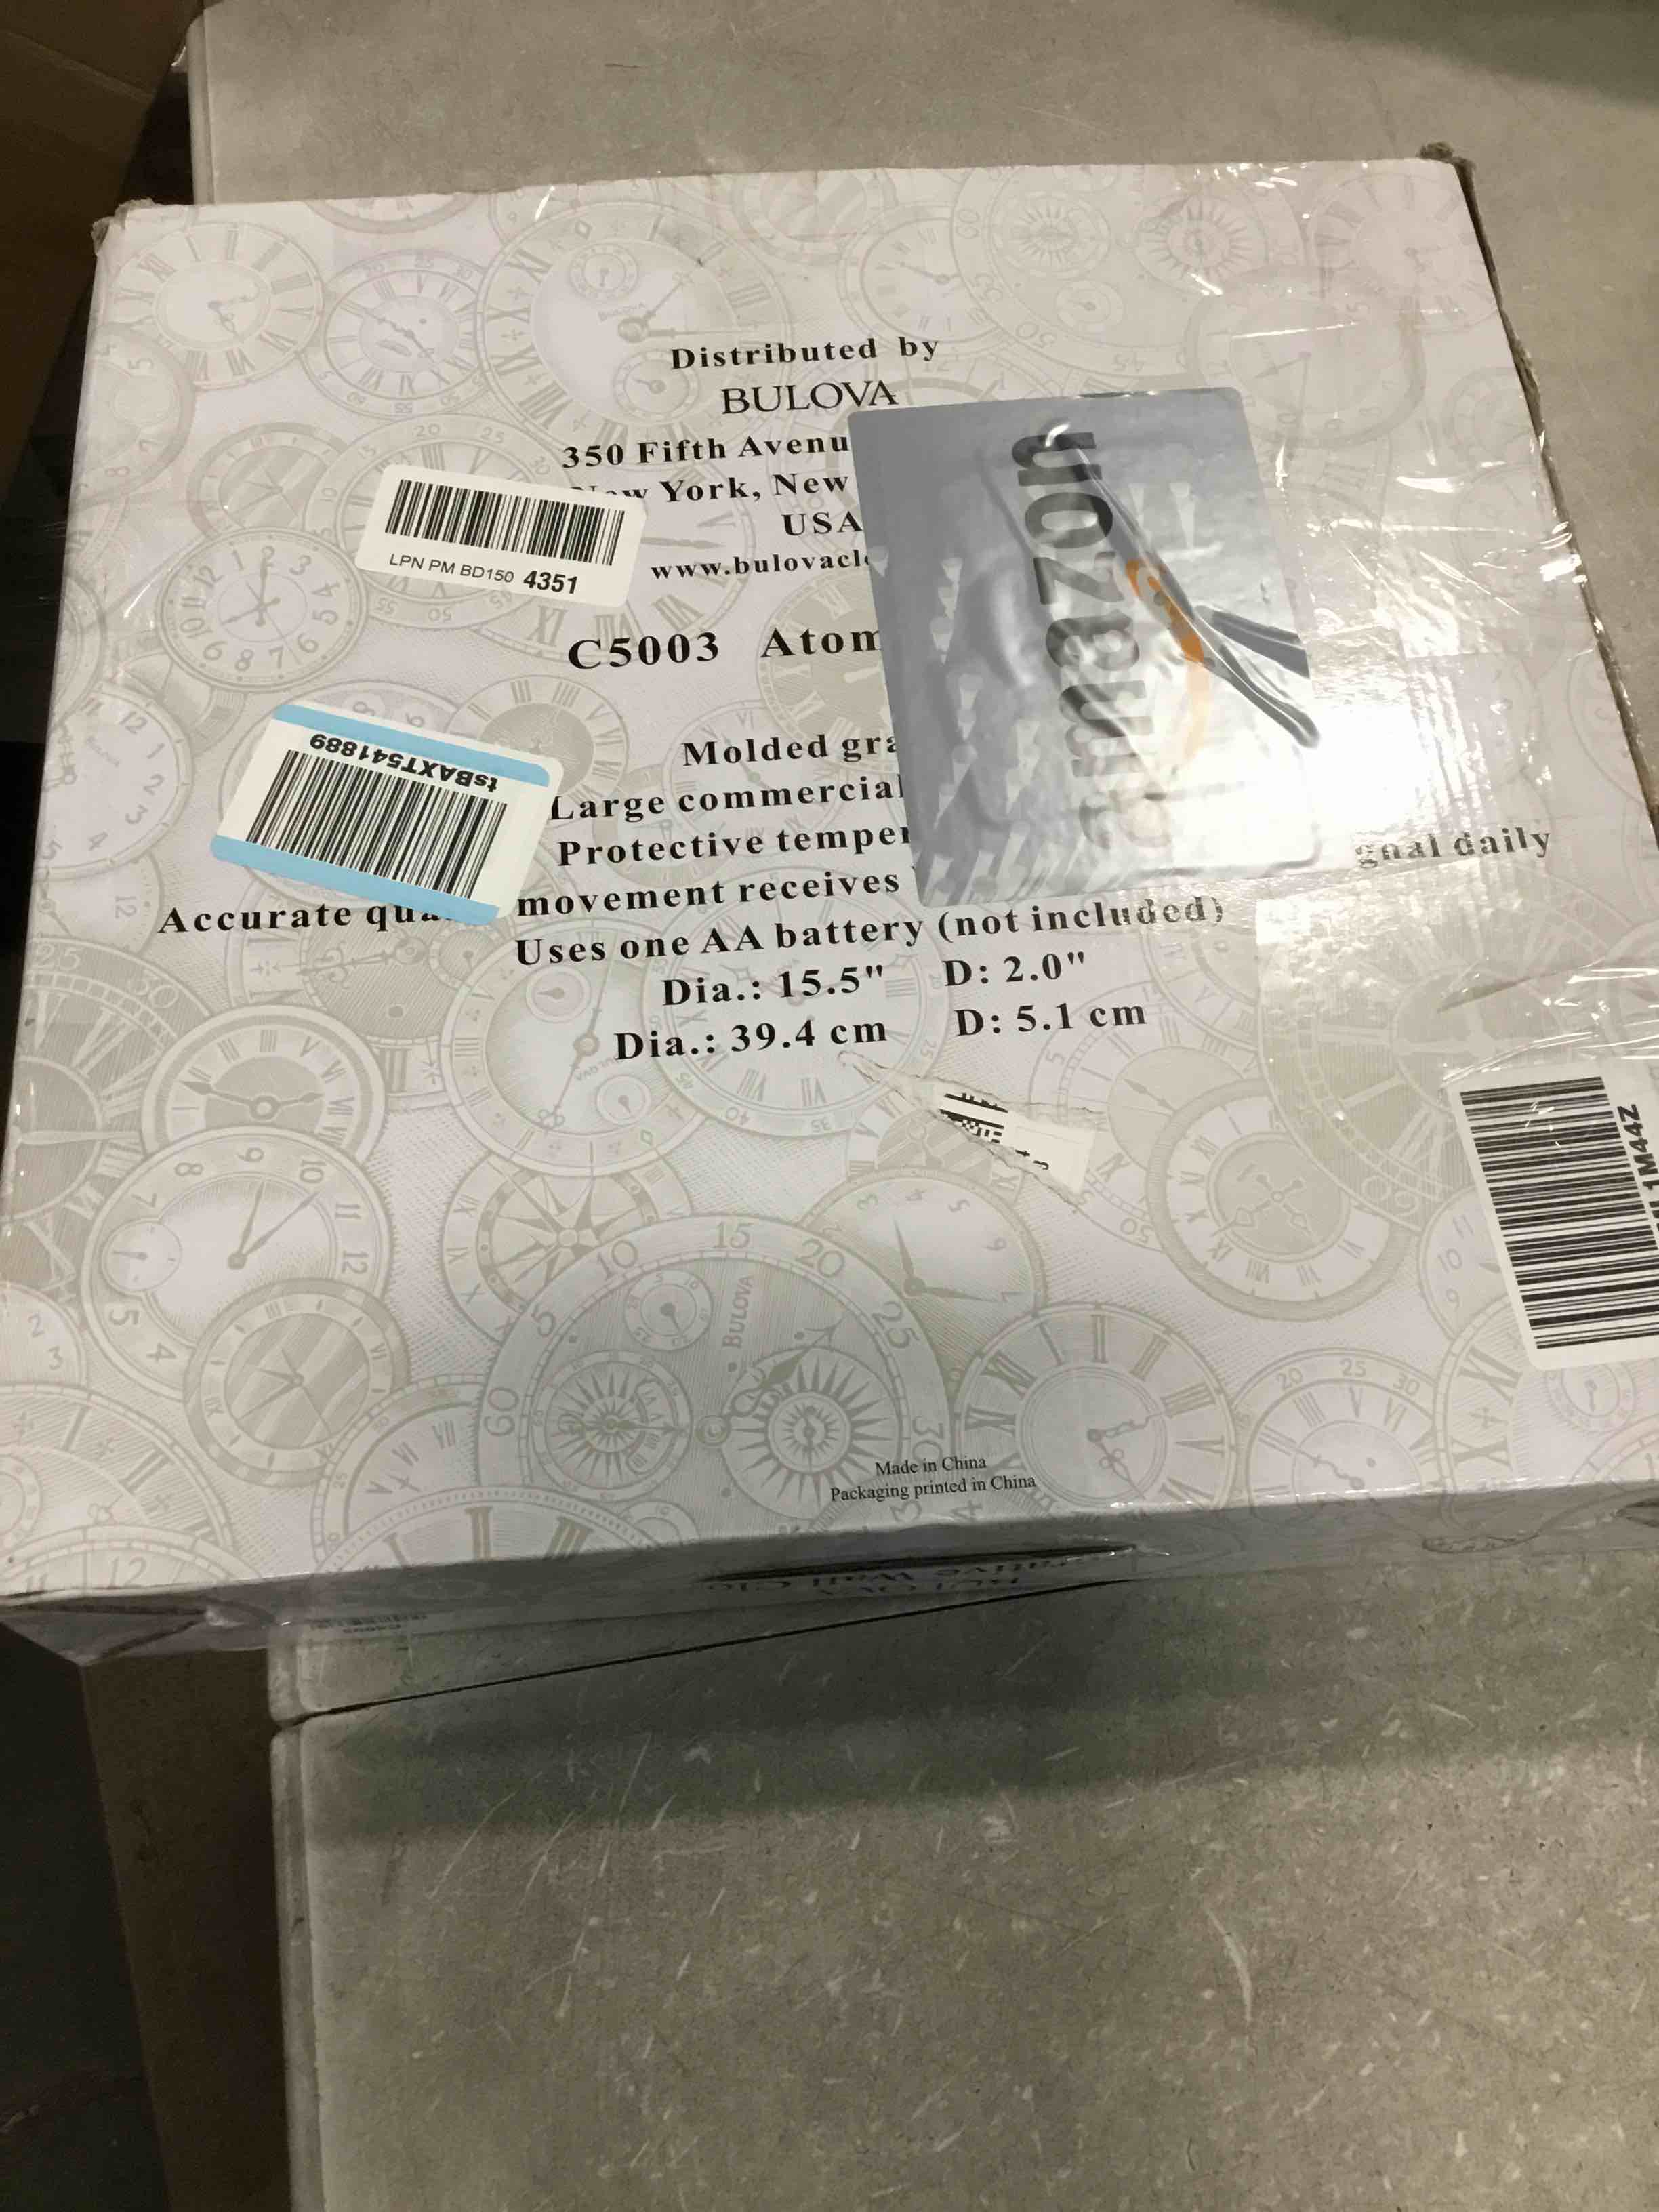 Distributed by
BULOVA
350 Fifth Avenu
York, New
USA
www.bulovacl
LPN PM BD150 4351
C5003 Atom
amazon
tsBAXT541889
Molded gra
Large commercial
Protective temper
Accurate movement receives gnal daily
Uses one AA battery (not included)
Dia.: 15.5" D: 2.0"
Dia.: 39.4 cm D: 5.1 cm
1M44Z
BULOVA
Made in China
Packaging printed in China